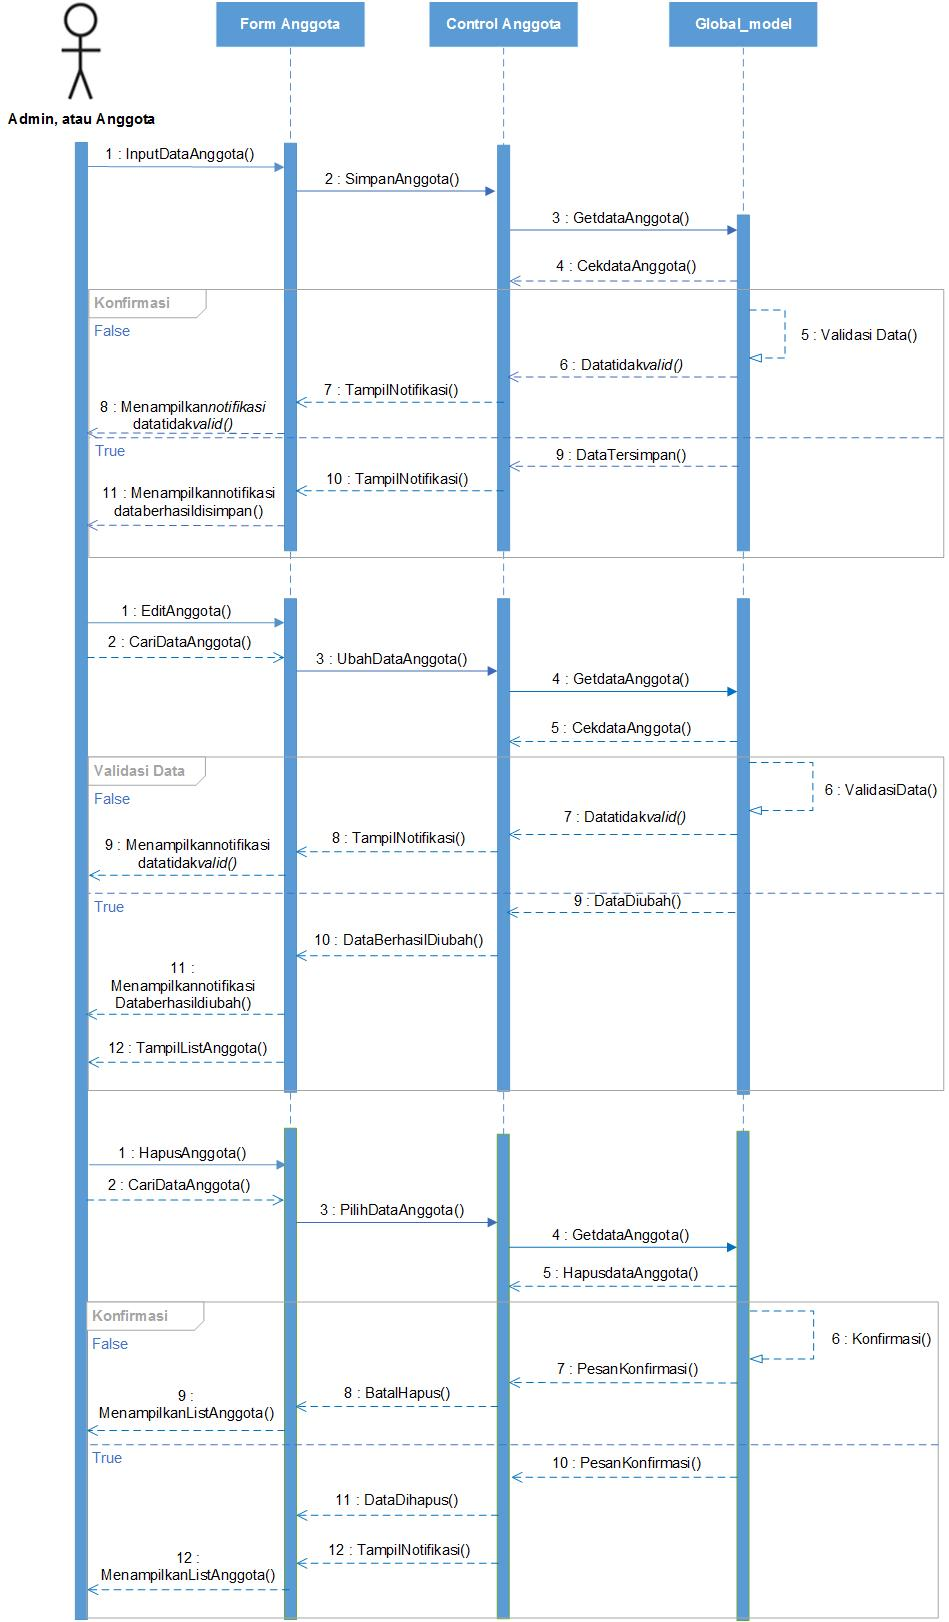 Form Anggota
Control Anggota
Global_model
Admin, atau Anggota
1 : InputDataAnggota()
2 : SimpanAnggota()
3 : GetdataAnggota()
4 : CekdataAnggota()
Konfirmasi
False
5 : Validasi Data()
6 : Datatidakvalid()
7 : TampilNotifikasi()
8 : Menampilkannotifikasi
datatidakvalid()
True
9 : DataTersimpan()
10 : TampilNotifikasi()
11 : Menampilkannotifikasi
databerhasildisimpan()
1 : EditAnggota()
2 : CariDataAnggota()
3 : UbahDataAnggota()
4 : GetdataAnggota()
5 : CekdataAnggota()
Validasi Data
False
6 : ValidasiData()
7 : Datatidakvalid()
8 : TampilNotifikasi()
9 : Menampilkannotifikasi
datatidakvalid()
True
9 : DataDiubah()
10 : DataBerhasilDiubah()
11 :
Menampilkannotifikasi
Databerhasildiubah()
12 : TampilListAnggota()
1 : HapusAnggota()
2 : CariDataAnggota()
3 : PilihDataAnggota()
4 : GetdataAnggota()
5 : HapusdataAnggota()
Konfirmasi
False
6 : Konfirmasi()
7 : PesanKonfirmasi()
8 : BatalHapus()
9 :
MenampilkanListAnggota()
True
10 : PesanKonfirmasi()
11 : DataDihapus()
12 : TampilNotifikasi()
12 :
MenampilkanListAnggota()